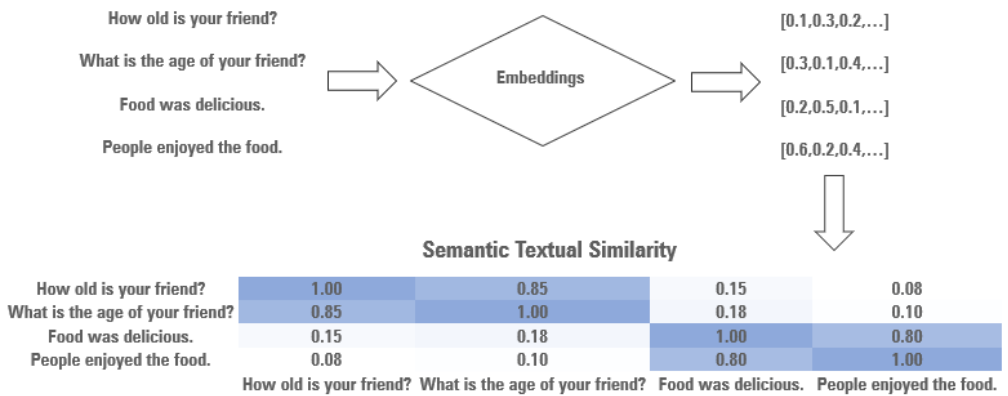 How old is your friend?
[0.1,0.3,0.2,...]
What is the age of your friend?
Embeddings
[0.3,0.1,0.4,...]
Food was delicious.
[0.2,0.5,0.1,...]
People enjoyed the food.
[0.6,0.2,0.4,...]
Semantic Textual Similarity
How old is your friend? 1.00 0.85 0.15 0.08
What is the age of your friend? 0.85 1.00 0.18 0.10
Food was delicious. 0.15 0.18 1.00 0.80
People enjoyed the food. 0.08 0.10 0.80 1.00
How old is your friend? What is the age of your friend? Food was delicious. People enjoyed the food.